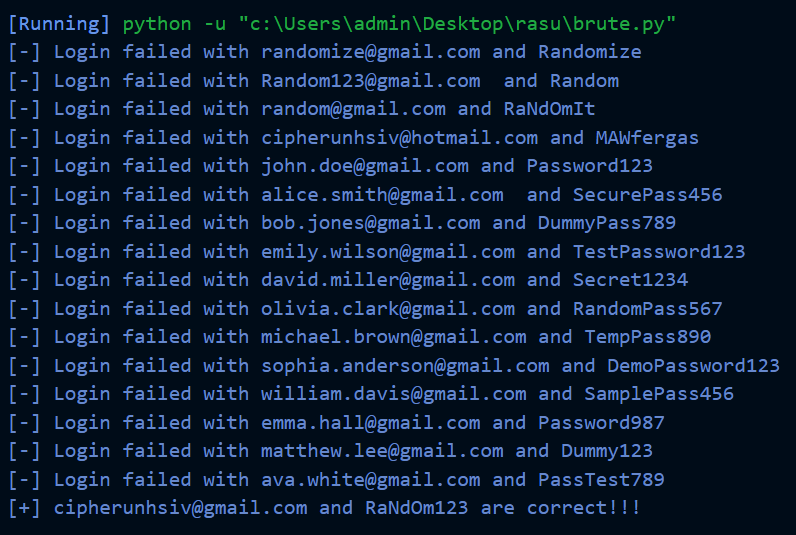 [Running] python -u "c:\Users\admin\Desktop\rasu\brute.py"
[-] Login failed with randomize@gmail.com and Randomize
[-] Login failed with Random123@gmail.com  and Random
[-] Login failed with random@gmail.com and RaNdOmIt
[-] Login failed with cipherunhsiv@hotmail.com and MAWfergas
[-] Login failed with john.doe@gmail.com and Password123
[-] Login failed with alice.smith@gmail.com  and SecurePass456
[-] Login failed with bob.jones@gmail.com and DummyPass789
[-] Login failed with emily.wilson@gmail.com and TestPassword123
[-] Login failed with david.miller@gmail.com and Secret1234
[-] Login failed with olivia.clark@gmail.com and RandomPass567
[-] Login failed with michael.brown@gmail.com and TempPass890
[-] Login failed with sophia.anderson@gmail.com and DemoPassword123
[-] Login failed with william.davis@gmail.com and SamplePass456
[-] Login failed with emma.hall@gmail.com and Password987
[-] Login failed with matthew.lee@gmail.com and Dummy123
[-] Login failed with ava.white@gmail.com and PassTest789
[+] cipherunhsiv@gmail.com and RaNdOm123 are correct!!!